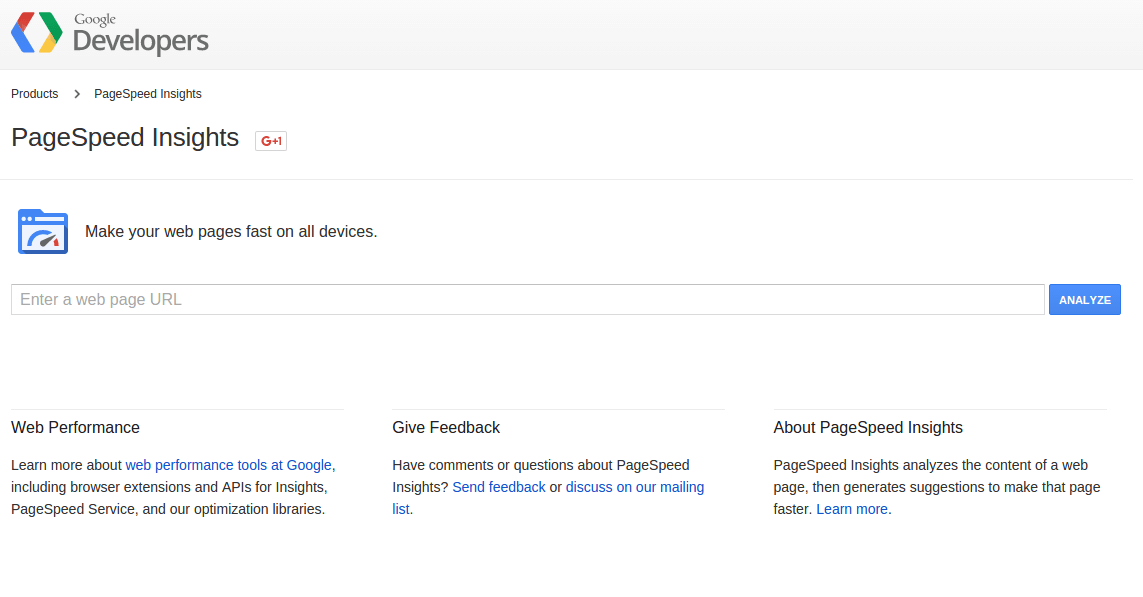 Google
Developers
Products
PageSpeed Insights
PageSpeed Insights
G+1
Make your web pages fast on all devices.
Enter a web page URL
ANALYZE
Web Performance
Learn more about web performance tools at Google,
including browser extensions and APIs for Insights,
PageSpeed Service, and our optimization libraries.
Give Feedback
Have comments or questions about PageSpeed
Insights? Send feedback or discuss on our mailing
list.
About PageSpeed Insights
PageSpeed Insights analyzes the content of a web
page, then generates suggestions to make that page
faster. Learn more.